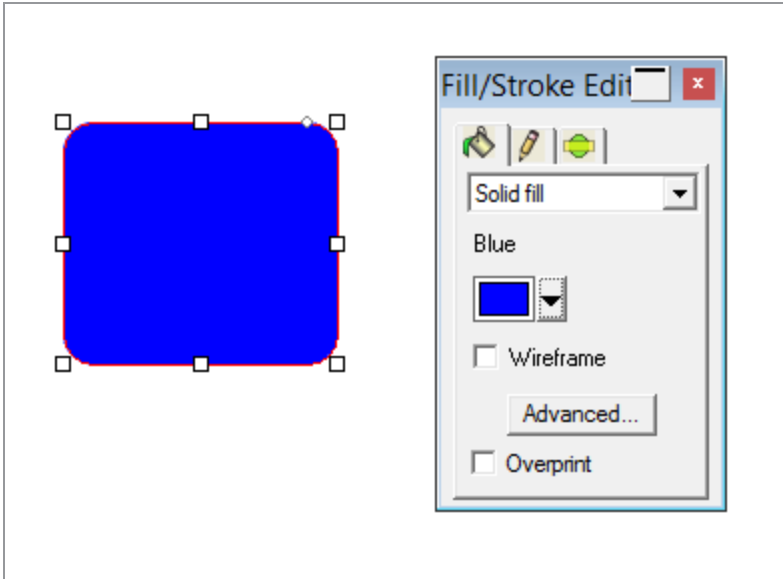 Fill/Stroke Edit
Solid fill
Blue
Wireframe
Advanced...
Overprint